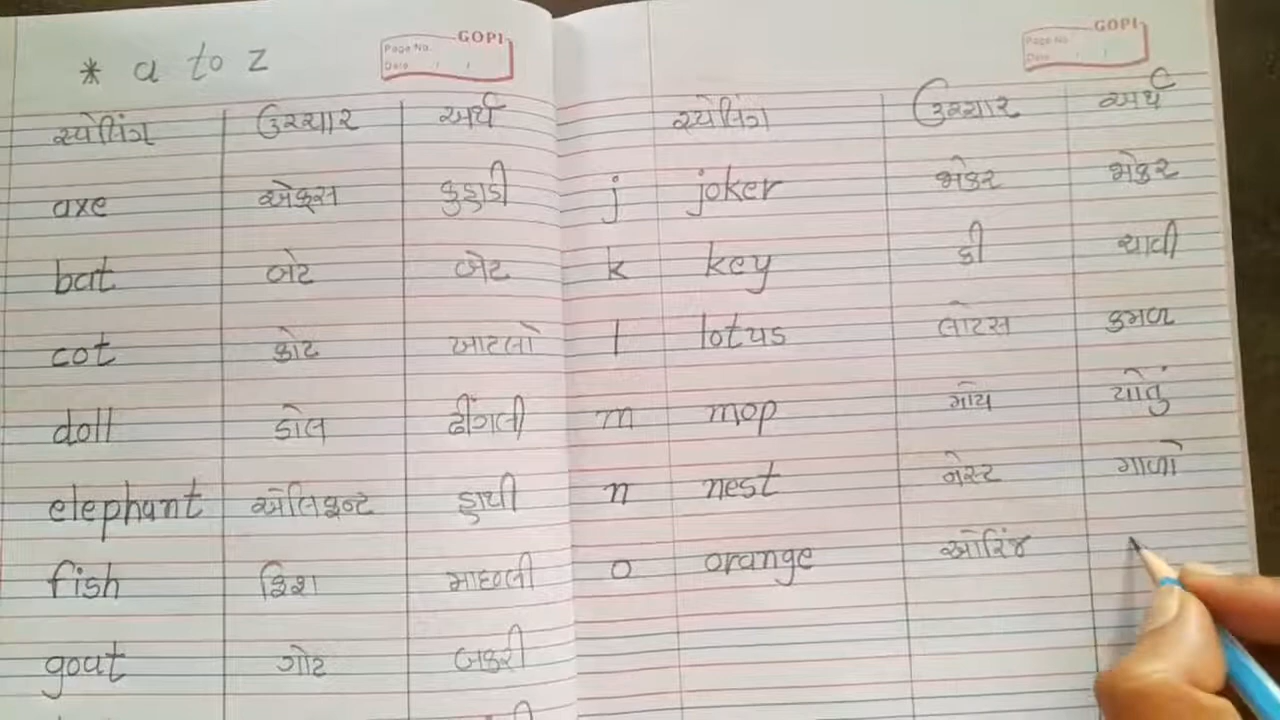 * a to z
GOPI
Page No.
Date / /
સ્પેલિંગ ઉચ્ચાર અર્થ
axe એક્સ કુહાડી
bat બેટ બેટ
cot કોટ ખાટલો
doll ડોલ ઢીંગલી
elephant એલિફન્ટ હાથી
fish ફિશ માછલી
gout ગોટ બકરી
GOPI
Page No
Date / /
સ્પેલિંગ ઉચ્ચાર અર્થ
j joker જોકર જોકર
k key કી ચાવી
l lotus લોટસ કમળ
m mop મોપ પોતું
n nest નેસ્ટ માળો
o orange ઓરિંજ